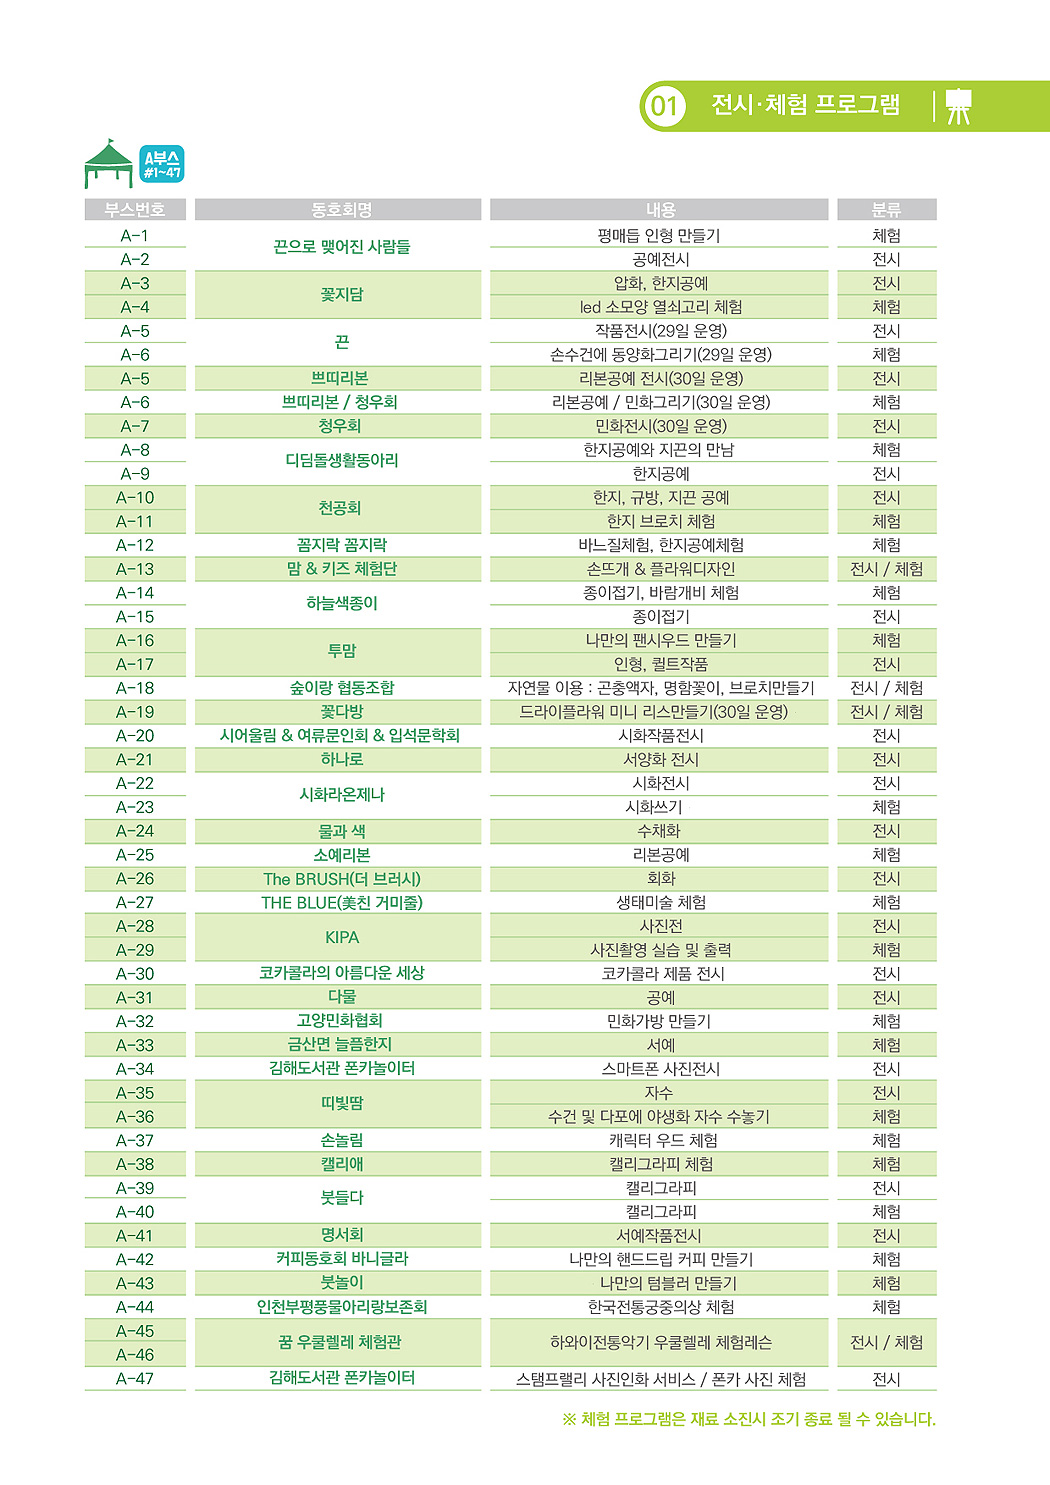 01 전시·체험 프로그램
A부스
#1~47
부스번호 동호회명 내용 분류
A-1 끈으로 맺어진 사람들 평매듭 인형 만들기 체험
A-2 공예전시 전시
A-3 꽃지담 압화, 한지공예 전시
A-4 led 소모양 열쇠고리 체험 체험
A-5 끈 작품전시(29일 운영) 전시
A-6 손수건에 동양화그리기(29일 운영) 체험
A-5 쁘띠리본 리본공예 전시(30일 운영) 전시
A-6 쁘띠리본 / 청우회 리본공예 / 민화그리기(30일 운영) 체험
A-7 청우회 민화전시(30일 운영) 전시
A-8 디딤돌생활동아리 한지공예와 지끈의 만남 체험
A-9 한지공예 전시
A-10 천공회 한지, 규방, 지끈 공예 전시
A-11 한지 브로치 체험 체험
A-12 꼼지락 꼼지락 바느질체험, 한지공예체험 체험
A-13 맘 & 키즈 체험단 손뜨개 & 플라워디자인 전시 / 체험
A-14 하늘색종이 종이접기, 바람개비 체험 체험
A-15 종이접기 전시
A-16 투맘 나만의 팬시우드 만들기 체험
A-17 인형, 퀼트작품 전시
A-18 숲이랑 협동조합 자연물 이용 : 곤충액자, 명함꽂이, 브로치만들기 전시 / 체험
A-19 꽃다방 드라이플라워 미니 리스만들기(30일 운영) 전시 / 체험
A-20 시어울림 & 여류문인회 & 입석문학회 시화작품전시 전시
A-21 하나로 서양화 전시 전시
A-22 시화라온제나 시화전시 전시
A-23 시화쓰기 체험
A-24 물과 색 수채화 전시
A-25 소예리본 리본공예 체험
A-26 The BRUSH(더 브러시) 회화 전시
A-27 THE BLUE(美친 거미줄) 생태미술 체험 체험
A-28 KIPA 사진전 전시
A-29 사진촬영 실습 및 출력 체험
A-30 코카콜라의 아름다운 세상 코카콜라 제품 전시 전시
A-31 다물 공예 전시
A-32 고양민화협회 민화가방 만들기 체험
A-33 금산면 늘픔한지 서예 체험
A-34 김해도서관 폰카놀이터 스마트폰 사진전시 전시
A-35 띠빛땀 자수 전시
A-36 수건 및 다포에 야생화 자수 수놓기 체험
A-37 손놀림 캐릭터 우드 체험 체험
A-38 캘리애 캘리그라피 체험 체험
A-39 붓들다 캘리그라피 전시
A-40 캘리그라피 체험
A-41 명서회 서예작품전시 전시
A-42 커피동호회 바니글라 나만의 핸드드립 커피 만들기 체험
A-43 붓놀이 나만의 텀블러 만들기 체험
A-44 인천부평풍물아리랑보존회 한국전통궁중의상 체험 체험
A-45 꿈 우쿨렐레 체험관 하와이전통악기 우쿨렐레 체험레슨 전시 / 체험
A-46
A-47 김해도서관 폰카놀이터 스탬프랠리 사진인화 서비스 / 폰카 사진 체험 전시
※ 체험 프로그램은 재료 소진시 조기 종료 될 수 있습니다.